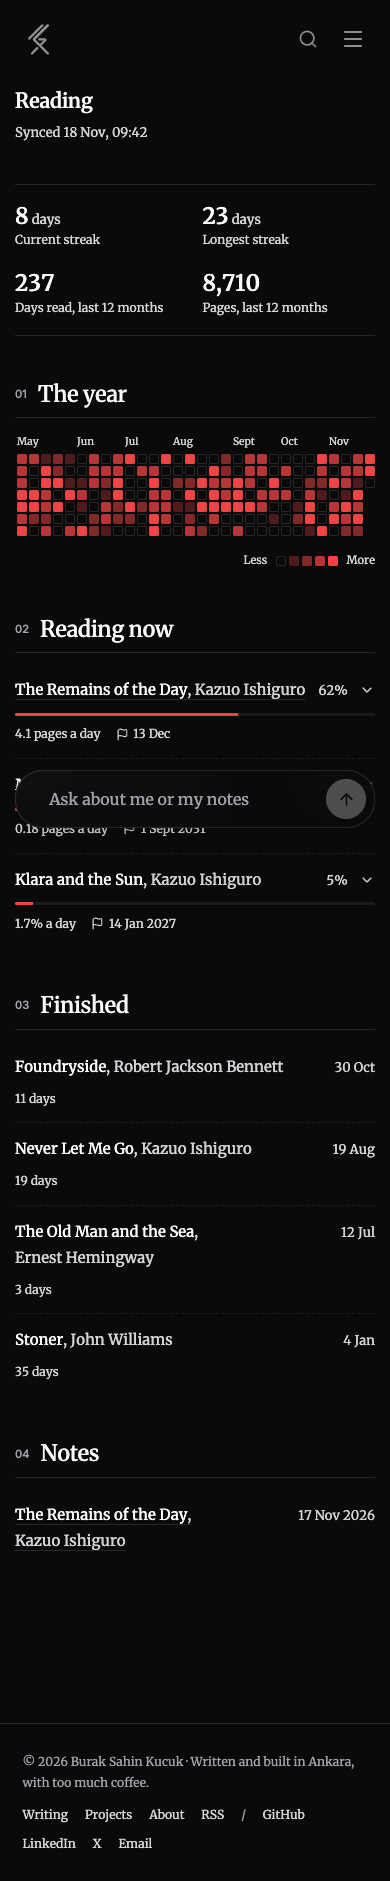 Reading
Synced 18 Nov, 09:42
8 days
Current streak
23 days
Longest streak
237
Days read, last 12 months
8,710
Pages, last 12 months
01 The year
May Jun Jul Aug Sept Oct Nov
Less More
02 Reading now
The Remains of the Day, Kazuo Ishiguro 62%
4.1 pages a day 13 Dec
Ask about me or my notes
0.18 pages a day 1 Sept 2031
Klara and the Sun, Kazuo Ishiguro 5%
1.7% a day 14 Jan 2027
03 Finished
Foundryside, Robert Jackson Bennett 30 Oct
11 days
Never Let Me Go, Kazuo Ishiguro 19 Aug
19 days
The Old Man and the Sea, 12 Jul
Ernest Hemingway
3 days
Stoner, John Williams 4 Jan
35 days
04 Notes
The Remains of the Day, 17 Nov 2026
Kazuo Ishiguro
© 2026 Burak Sahin Kucuk · Written and built in Ankara,
with too much coffee.
Writing Projects About RSS / GitHub
LinkedIn X Email